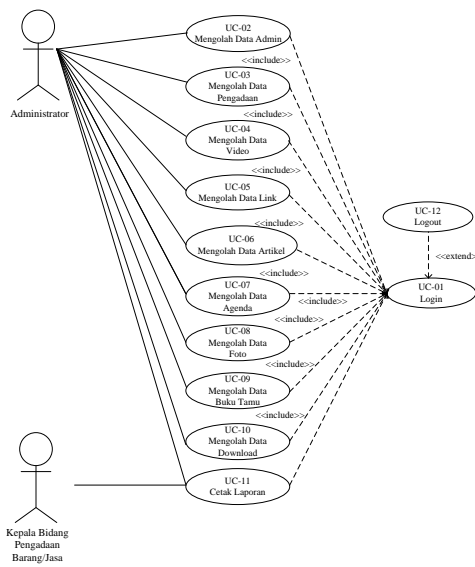 UC-02
Mengolah Data Admin
<<include>>
UC-03
Mengolah Data
Pengadaan
<<include>>
Administrator
UC-04
Mengolah Data
Video
<<include>>
UC-05
Mengolah Data Link
<<include>>
UC-12
Logout
UC-06
Mengolah Data Artikel
<<extend>
<<include>>
UC-07
Mengolah Data
Agenda
<<include>>
UC-01
Login
UC-08
Mengolah Data
Foto
<<include>>
UC-09
Mengolah Data
Buku Tamu
<<include>>
UC-10
Mengolah Data
Download
UC-11
Cetak Laporan
Kepala Bidang
Pengadaan
Barang/Jasa